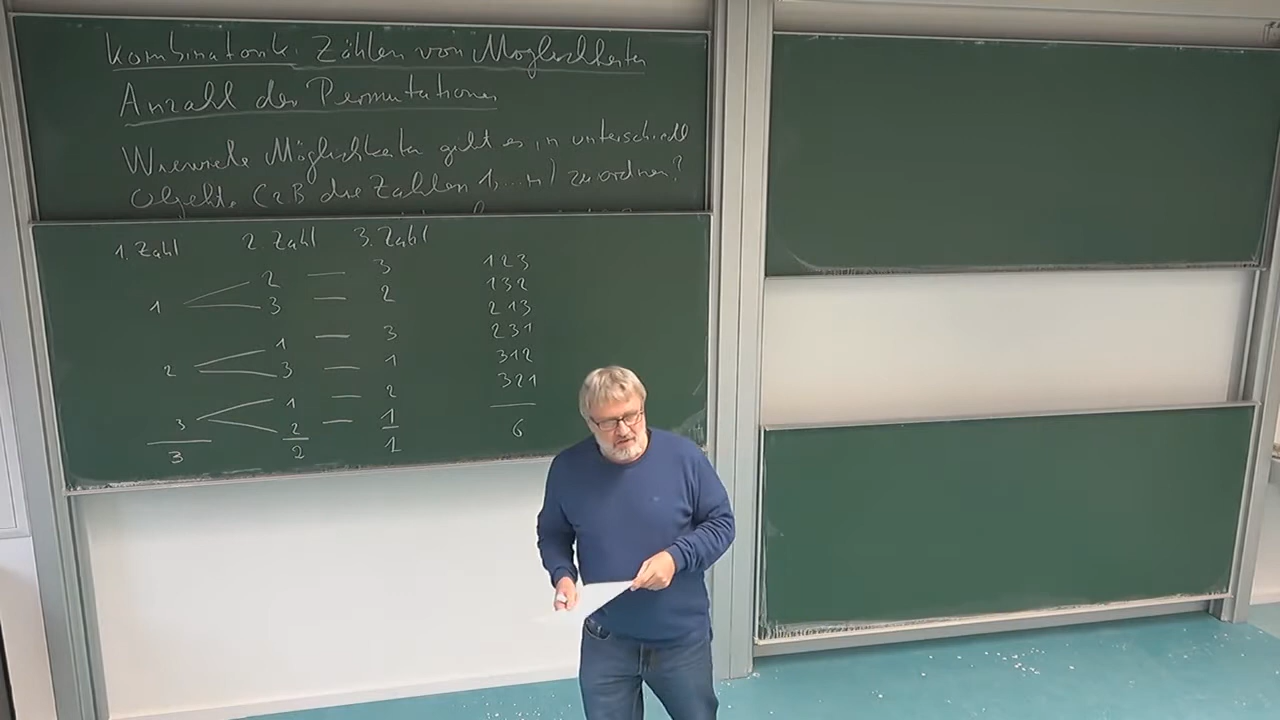 Kombinatorik: Zählen von Möglichkeiten
Anzahl der Permutationen
Wieviele Möglichkeiten gibt es, n unterschiedl
Objekte (zB die Zahlen 1,...n) zu ordnen?
1. Zahl 2. Zahl 3. Zahl
2 — 3 123
1 3 — 2 132
213
1 — 3 231
2 3 — 1 312
1 — 2 321
3 2 — 1
3 2 1 6